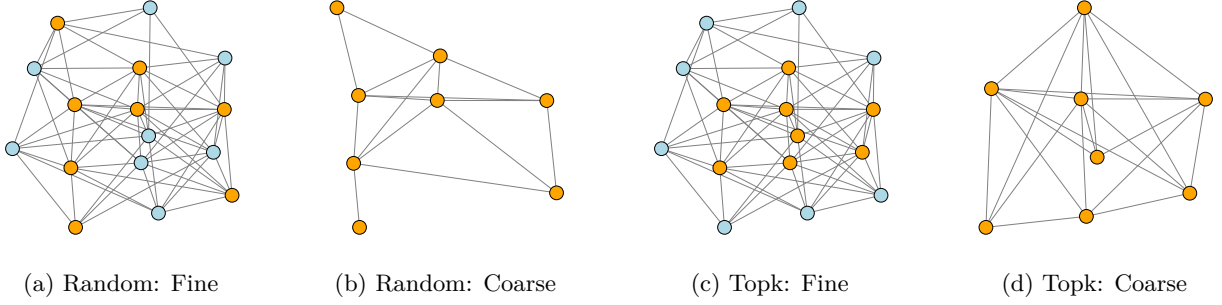 (a) Random: Fine
(b) Random: Coarse
(c) Topk: Fine
(d) Topk: Coarse